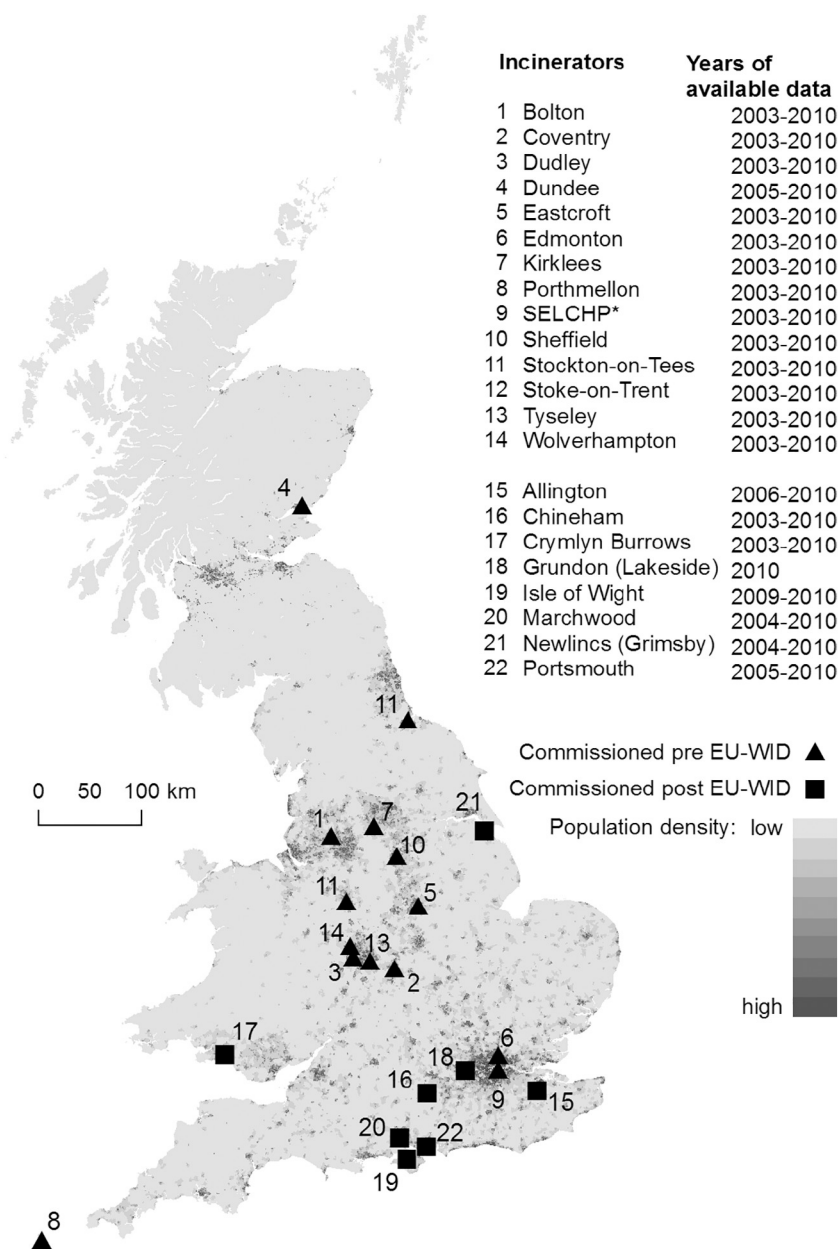 Incinerators Years of available data
1 Bolton 2003-2010
2 Coventry 2003-2010
3 Dudley 2003-2010
4 Dundee 2005-2010
5 Eastcroft 2003-2010
6 Edmonton 2003-2010
7 Kirklees 2003-2010
8 Porthmellon 2003-2010
9 SELCHP* 2003-2010
10 Sheffield 2003-2010
11 Stockton-on-Tees 2003-2010
12 Stoke-on-Trent 2003-2010
13 Tyseley 2003-2010
14 Wolverhampton 2003-2010
15 Allington 2006-2010
16 Chineham 2003-2010
17 Crymlyn Burrows 2003-2010
18 Grundon (Lakeside) 2010
19 Isle of Wight 2009-2010
20 Marchwood 2004-2010
21 Newlincs (Grimsby) 2004-2010
22 Portsmouth 2005-2010
Commissioned pre EU-WID
Commissioned post EU-WID
Population density: low
high
0 50 100 km
4
11
21
7
1
10
11
5
14
13
3
2
17
6
18
16
9
15
20
22
19
8